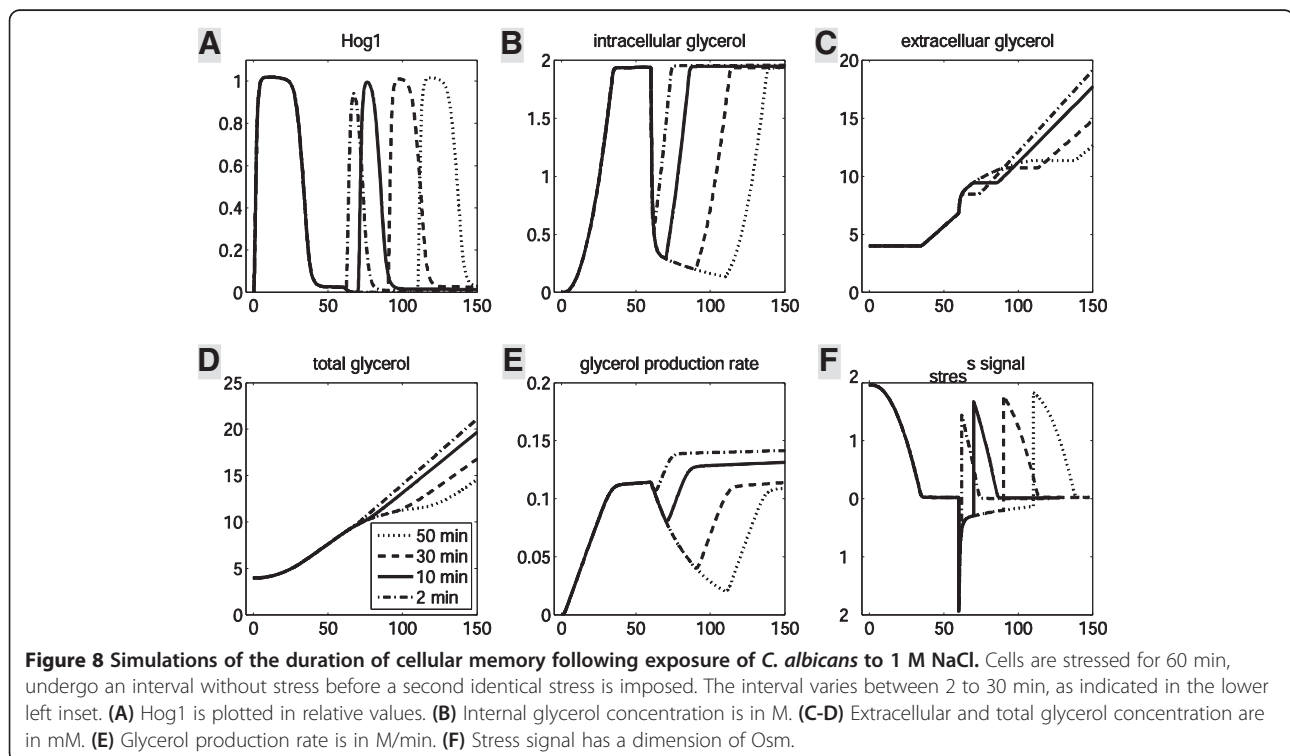 A
Hog1
1
0.8
0.6
0.4
0.2
0
0 50 100 150
B
intracellular glycerol
2
1.5
1
0.5
0
0 50 100 150
C
extracelluar glycerol
20
15
10
5
0
0 50 100 150
D
total glycerol
25
20
15
10
5
0
0 50 100 150
50 min
30 min
10 min
2 min
E
glycerol production rate
0.2
0.15
0.1
0.05
0
0 50 100 150
F
stres s signal
2
1
0
1
2
0 50 100 150
Figure 8 Simulations of the duration of cellular memory following exposure of C. albicans to 1 M NaCl. Cells are stressed for 60 min,
undergo an interval without stress before a second identical stress is imposed. The interval varies between 2 to 30 min, as indicated in the lower
left inset. (A) Hog1 is plotted in relative values. (B) Internal glycerol concentration is in M. (C-D) Extracellular and total glycerol concentration are
in mM. (E) Glycerol production rate is in M/min. (F) Stress signal has a dimension of Osm.